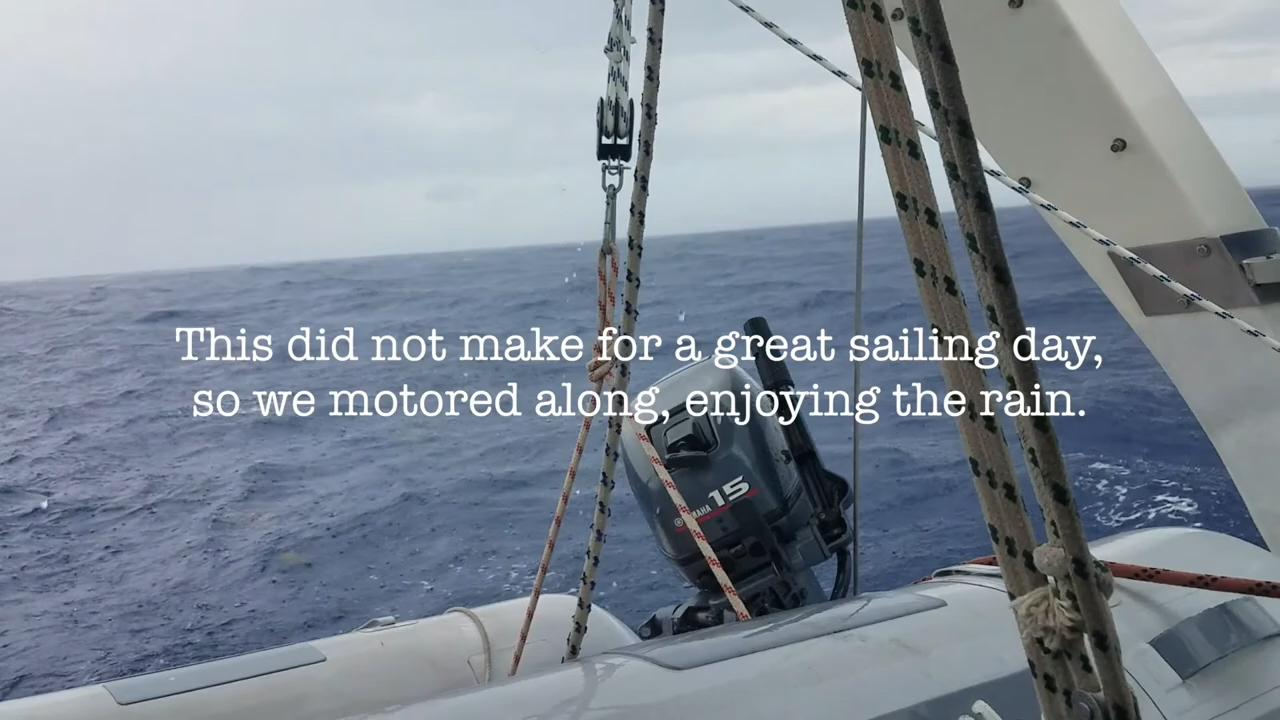 This did not make for a great sailing day,
so we motored along, enjoying the rain.
YAMAHA 15